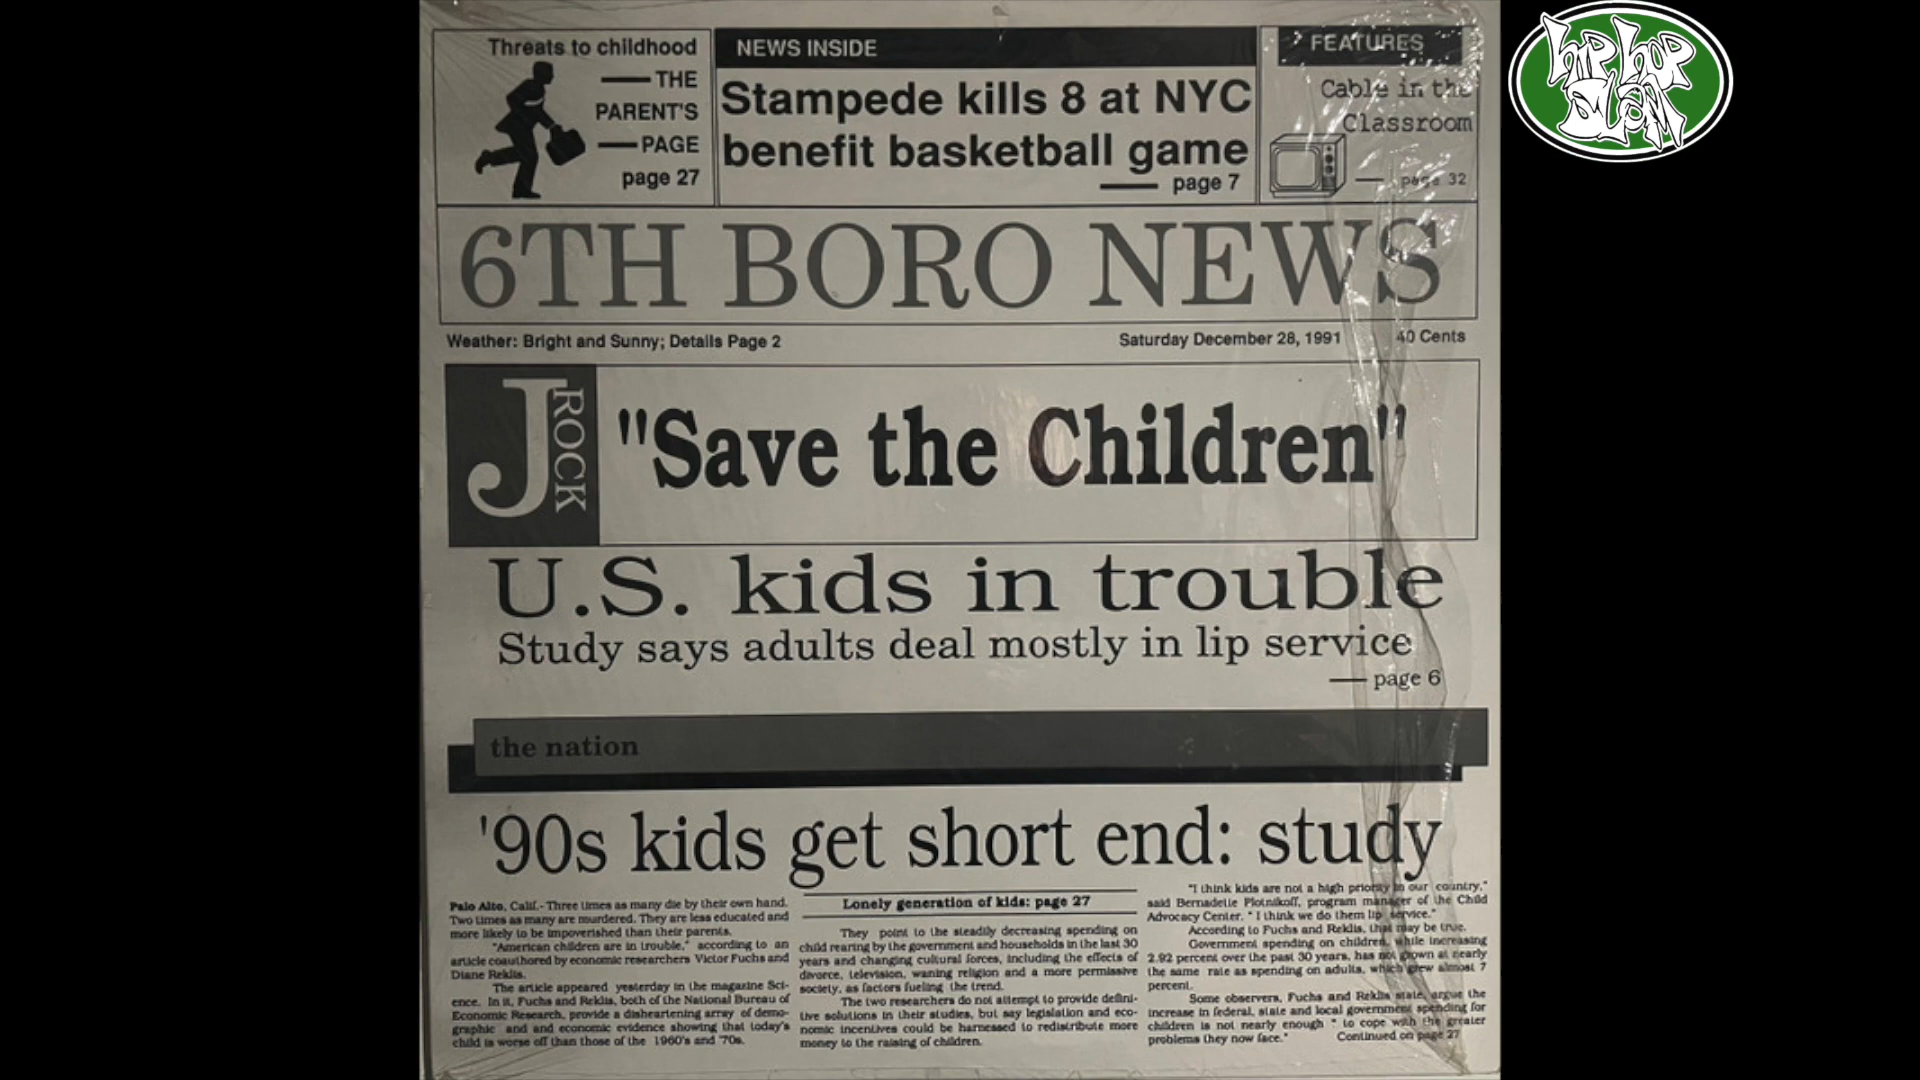 Threats to childhood
THE
PARENT'S
PAGE
page 27
NEWS INSIDE
Stampede kills 8 at NYC
benefit basketball game
page 7
FEATURES
Cable in the
Classroom
page 32
HIP HOP
SLAM
6TH BORO NEWS
Weather: Bright and Sunny; Details Page 2
Saturday December 28, 1991
40 Cents
J ROCK
"Save the Children"
U.S. kids in trouble
Study says adults deal mostly in lip service
page 6
the nation
'90s kids get short end: study
Palo Alto, Calif.- Three times as many die by their own hand.
Two times as many are murdered. They are less educated and
more likely to be impoverished than their parents.
"American children are in trouble," according to an
article coauthored by economic researchers Victor Fuchs and
Diane Reklis.
The article appeared yesterday in the magazine Sci-
ence. In it, Fuchs and Reklis, both of the National Bureau of
Economic Research, provide a disheartening array of demo-
graphic and and economic evidence showing that today's
child is worse off than those of the 1960's and '70s.
Lonely generation of kids: page 27
They point to the steadily decreasing spending on
child rearing by the government and households in the last 30
years and changing cultural forces, including the effects of
divorce, television, waning religion and a more permissive
society, as factors fueling the trend.
The two researchers do not attempt to provide defini-
tive solutions in their studies, but say legislation and eco-
nomic incentives could be harnessed to redistribute more
money to the raising of children.
"I think kids are not a high priority in our country,"
said Bernadette Plotnikoff, program manager of the Child
Advocacy Center. " I think we do them lip service."
According to Fuchs and Reklis, that may be true.
Government spending on children, while increasing
2.92 percent over the past 30 years, has not grown at nearly
the same rate as spending on adults, which grew almost 7
percent.
Some observers, Fuchs and Reklis state, argue the
increase in federal, state and local government spending for
children is not nearly enough " to cope with the greater
problems they now face."
Continued on page 27